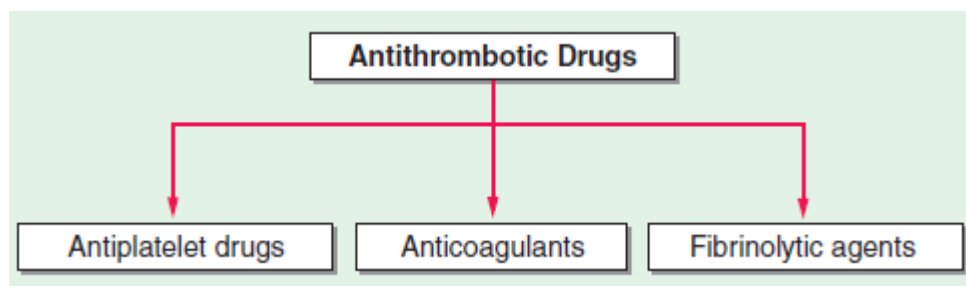 Antithrombotic Drugs
Antiplatelet drugs
Anticoagulants
Fibrinolytic agents